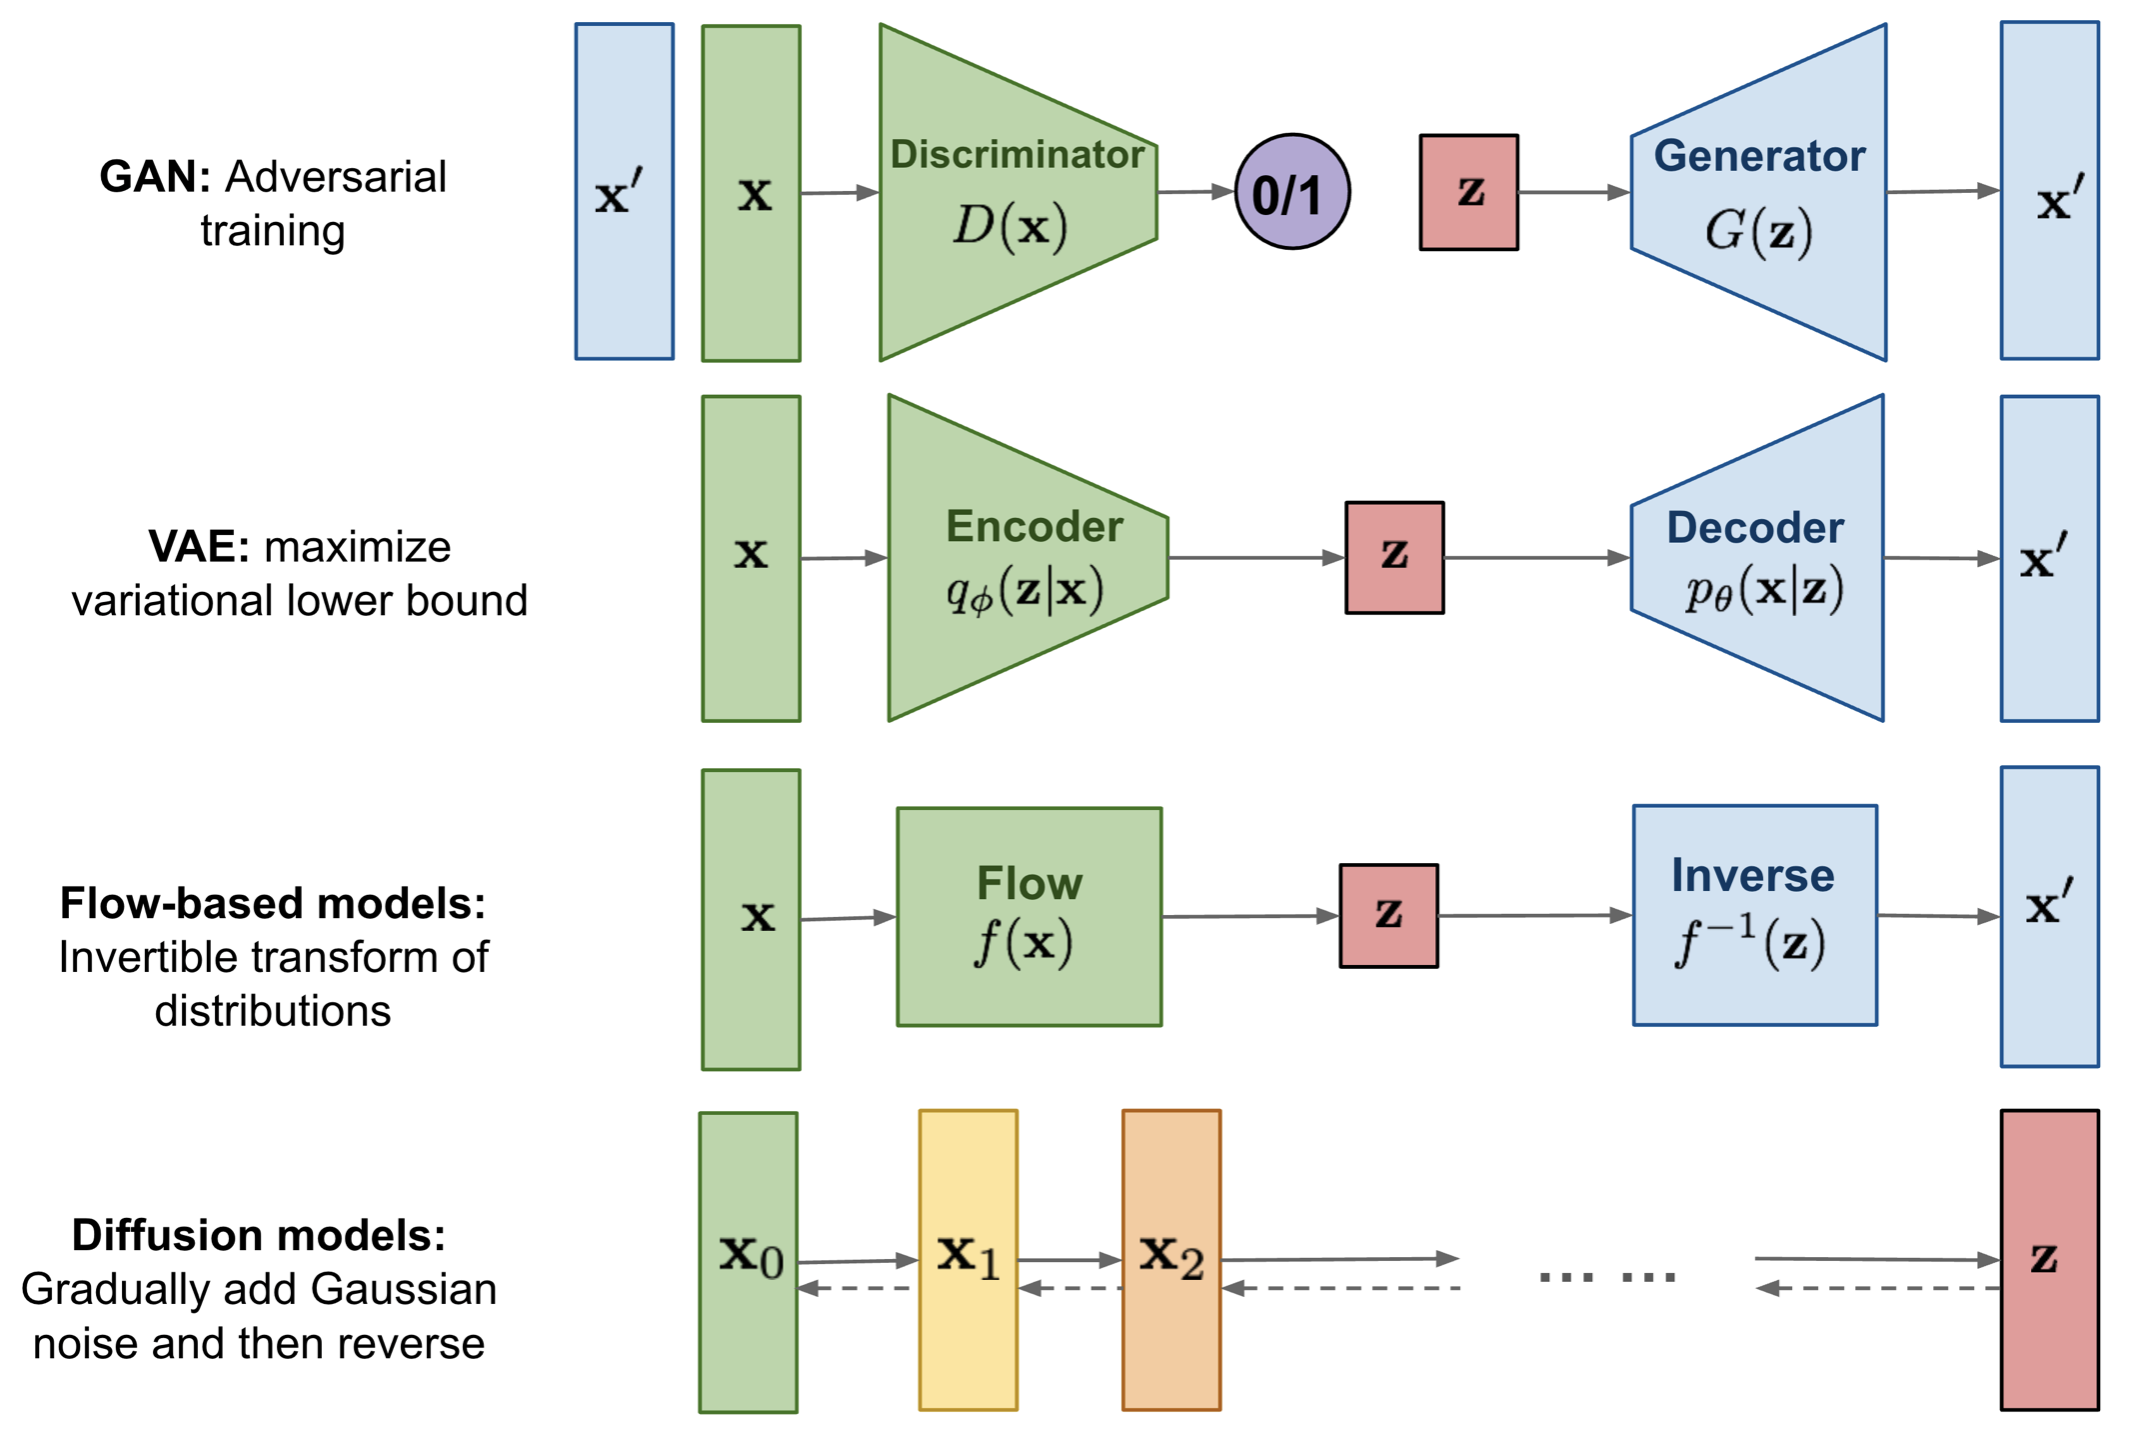 GAN: Adversarial
training
x′
x
Discriminator
D(x)
0/1
z
Generator
G(z)
x′
VAE: maximize
variational lower bound
x
Encoder
qϕ(z|x)
z
Decoder
pθ(x|z)
x′
Flow-based models:
Invertible transform of
distributions
x
Flow
f(x)
z
Inverse
f⁻¹(z)
x′
Diffusion models:
Gradually add Gaussian
noise and then reverse
x₀
x₁
x₂
... ...
z